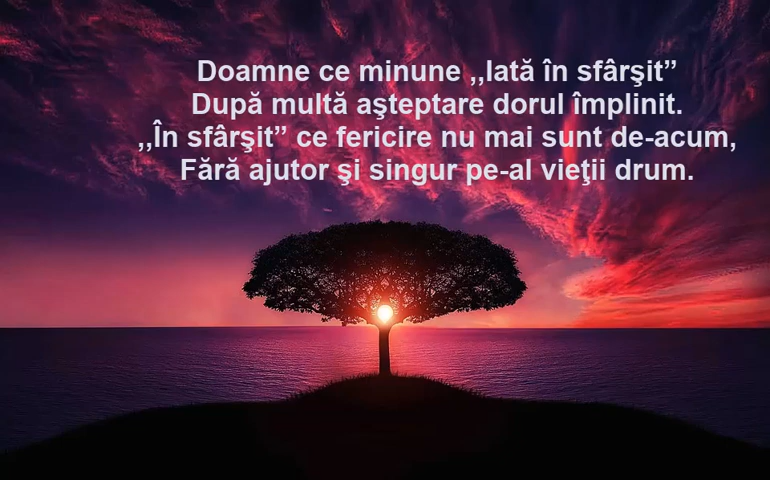 Doamne ce minune ,,Iată în sfârşit”
După multă aşteptare dorul împlinit.
,,În sfârşit” ce fericire nu mai sunt de-acum,
Fără ajutor şi singur pe-al vieţii drum.